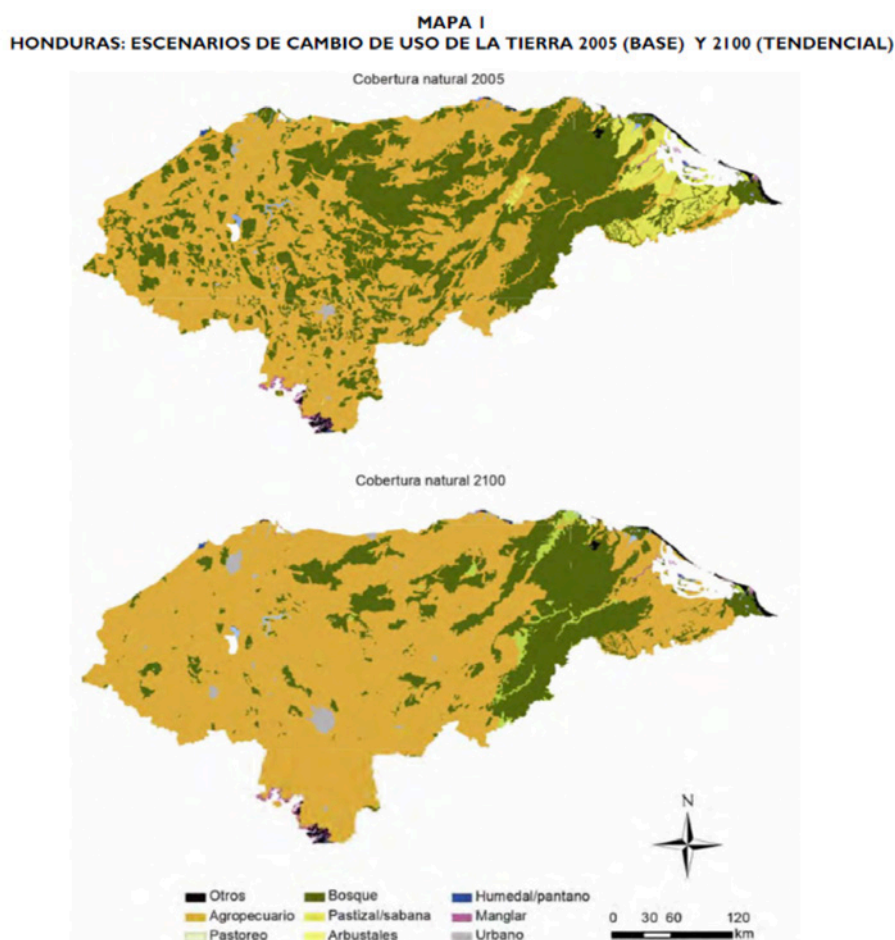 MAPA 1
HONDURAS: ESCENARIOS DE CAMBIO DE USO DE LA TIERRA 2005 (BASE) Y 2100 (TENDENCIAL)
Cobertura natural 2005
Cobertura natural 2100
N
Otros Bosque Humedal/pantano
Agropecuario Pastizal/sabana Manglar 0 30 60 120
Pastoreo Arbustales Urbano km